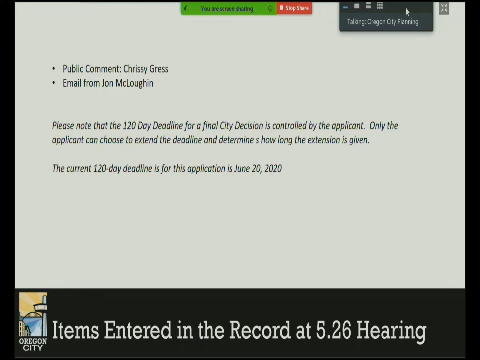 You are screen sharing
Stop Share
Talking: Oregon City Planning
• Public Comment: Chrissy Gress
• Email from Jon McLoughin
Please note that the 120 Day Deadline for a final City Decision is controlled by the applicant. Only the
applicant can choose to extend the deadline and determine s how long the extension is given.
The current 120-day deadline is for this application is June 20, 2020
OREGON
CITY
Items Entered in the Record at 5.26 Hearing